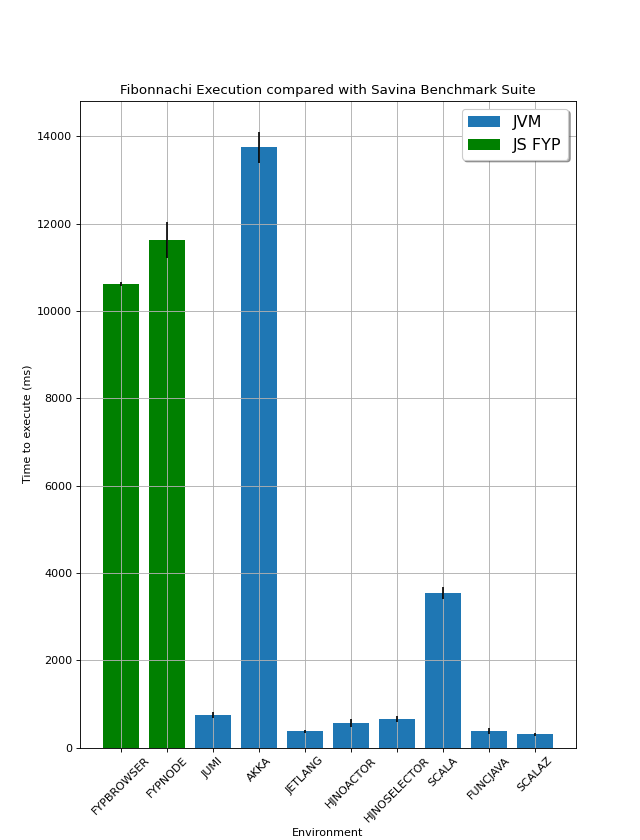 Fibonnachi Execution compared with Savina Benchmark Suite
JVM
JS FYP
14000
12000
10000
8000
6000
4000
2000
0
Time to execute (ms)
FYPBROWSER
FYPNODE
JUMI
AKKA
JETLANG
HJNOACTOR
HJNOSELECTOR
SCALA
FUNCJAVA
SCALAZ
Environment